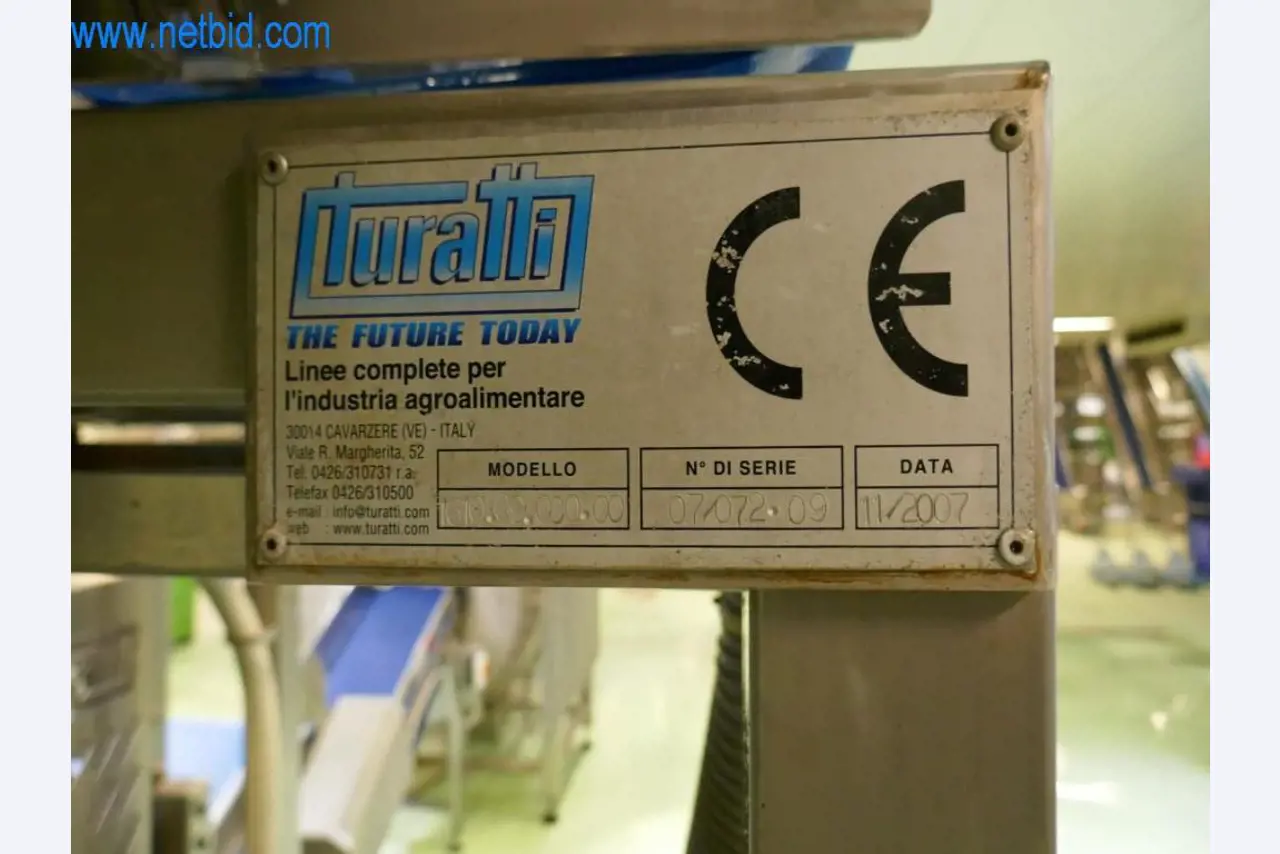 www.netbid.com
turatti
THE FUTURE TODAY
Linee complete per
l'industria agroalimentare
30014 CAVARZERE (VE) - ITALY
Viale R. Margherita, 52
Tel. 0426/310731 r.a.
Telefax 0426/310500
e-mail : info@turatti.com
web : www.turatti.com
CE
MODELLO
N° DI SERIE
07/072.09
DATA
11/2007